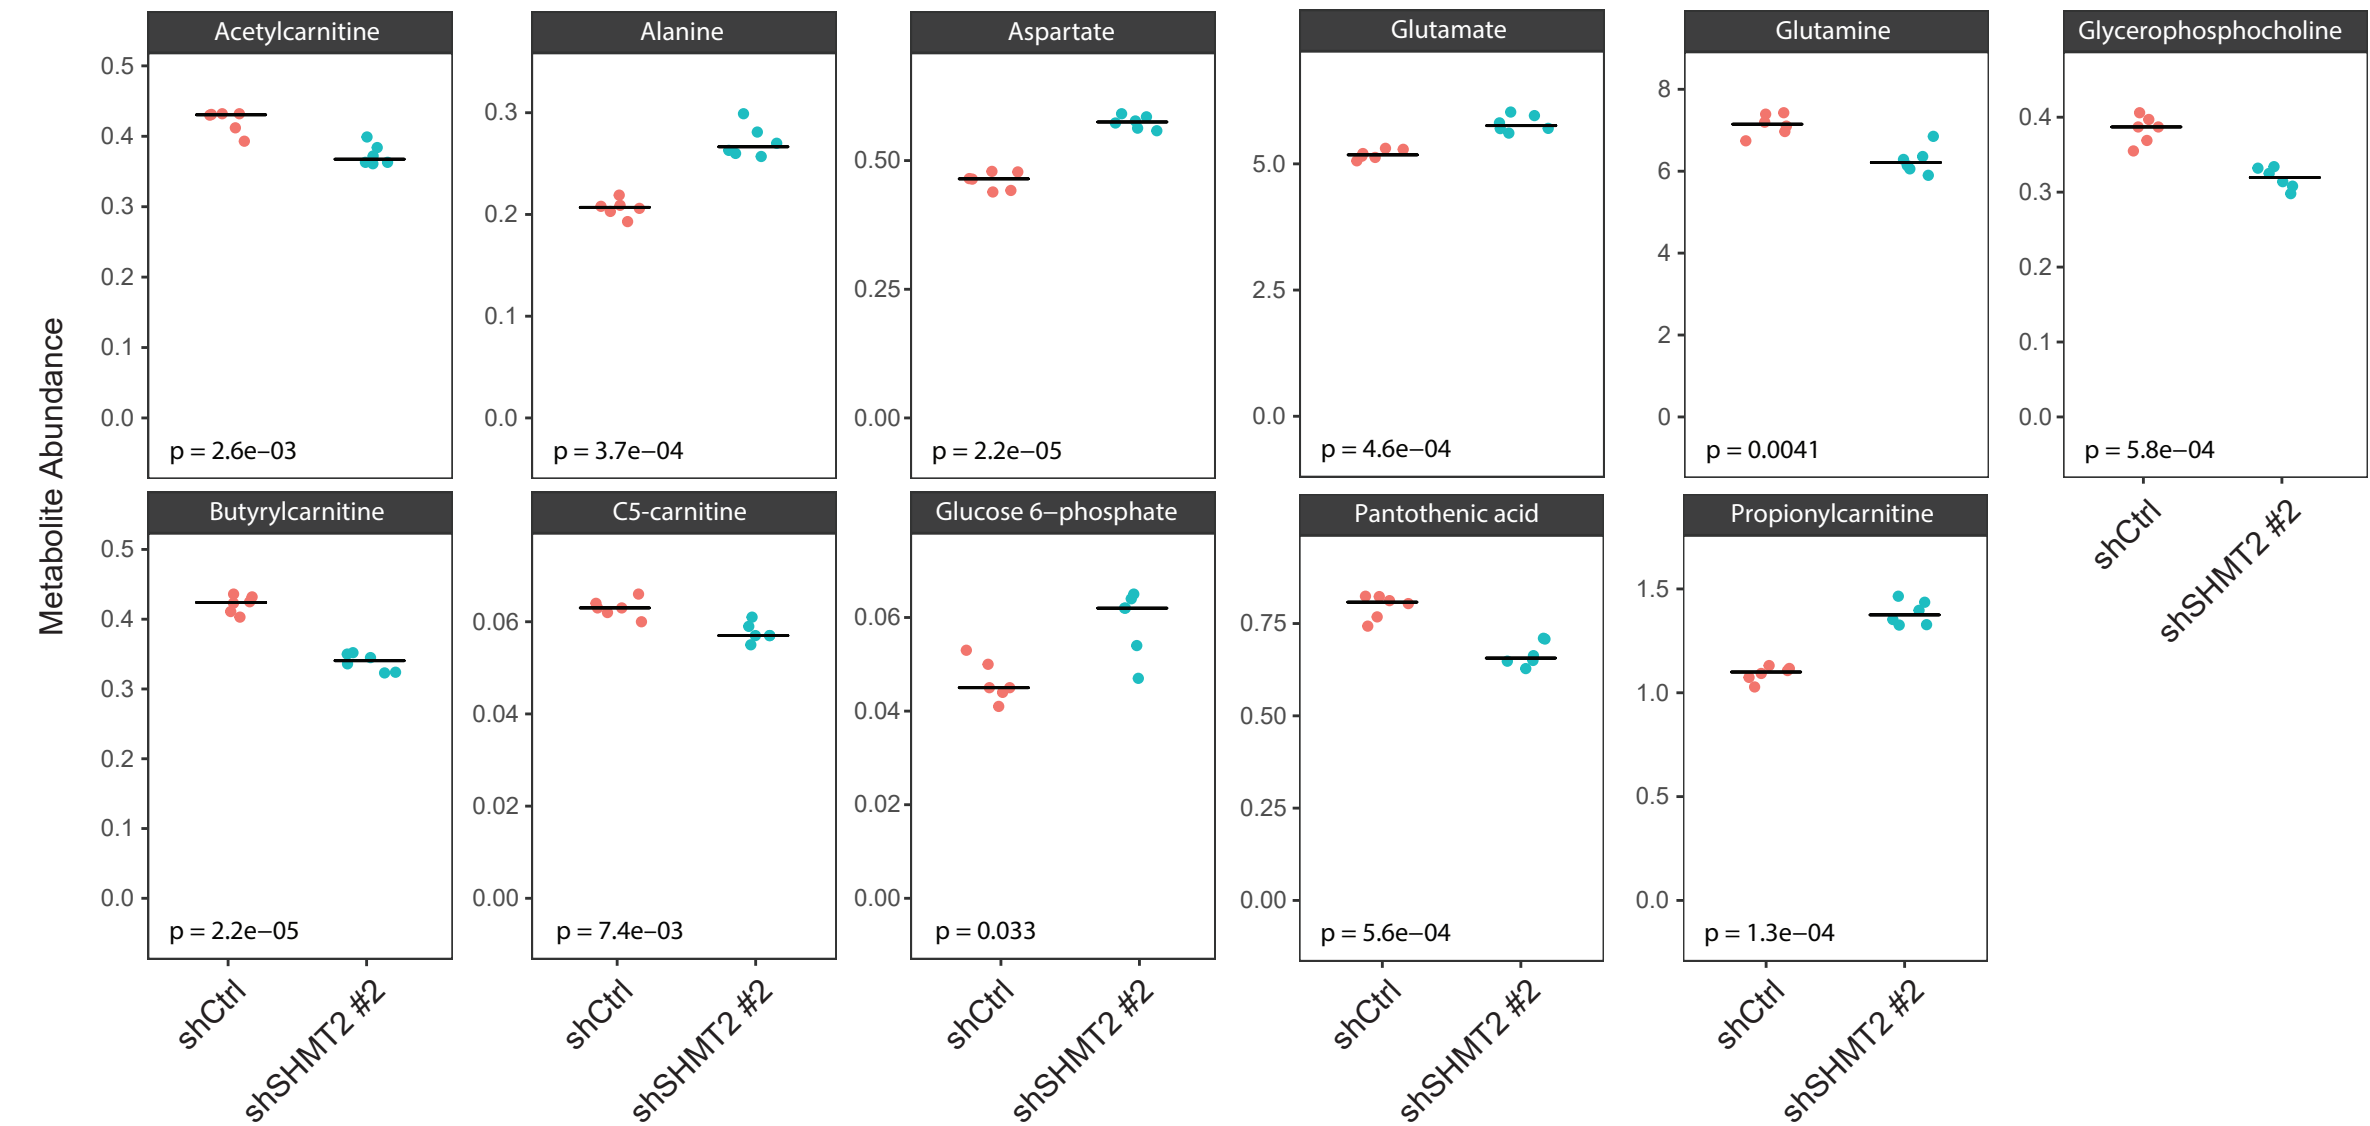 Metabolite Abundance
Acetylcarnitine
0.5
0.4
0.3
0.2
0.1
0.0
p = 2.6e−03
Alanine
0.3
0.2
0.1
0.0
p = 3.7e−04
Aspartate
0.50
0.25
0.00
p = 2.2e−05
Glutamate
5.0
2.5
0.0
p = 4.6e−04
Glutamine
8
6
4
2
0
p = 0.0041
Glycerophosphocholine
0.4
0.3
0.2
0.1
0.0
p = 5.8e−04
shCtrl
shSHMT2 #2
Butyrylcarnitine
0.5
0.4
0.3
0.2
0.1
0.0
p = 2.2e−05
shCtrl
shSHMT2 #2
C5-carnitine
0.06
0.04
0.02
0.00
p = 7.4e−03
shCtrl
shSHMT2 #2
Glucose 6−phosphate
0.06
0.04
0.02
0.00
p = 0.033
shCtrl
shSHMT2 #2
Pantothenic acid
0.75
0.50
0.25
0.00
p = 5.6e−04
shCtrl
shSHMT2 #2
Propionylcarnitine
1.5
1.0
0.5
0.0
p = 1.3e−04
shCtrl
shSHMT2 #2